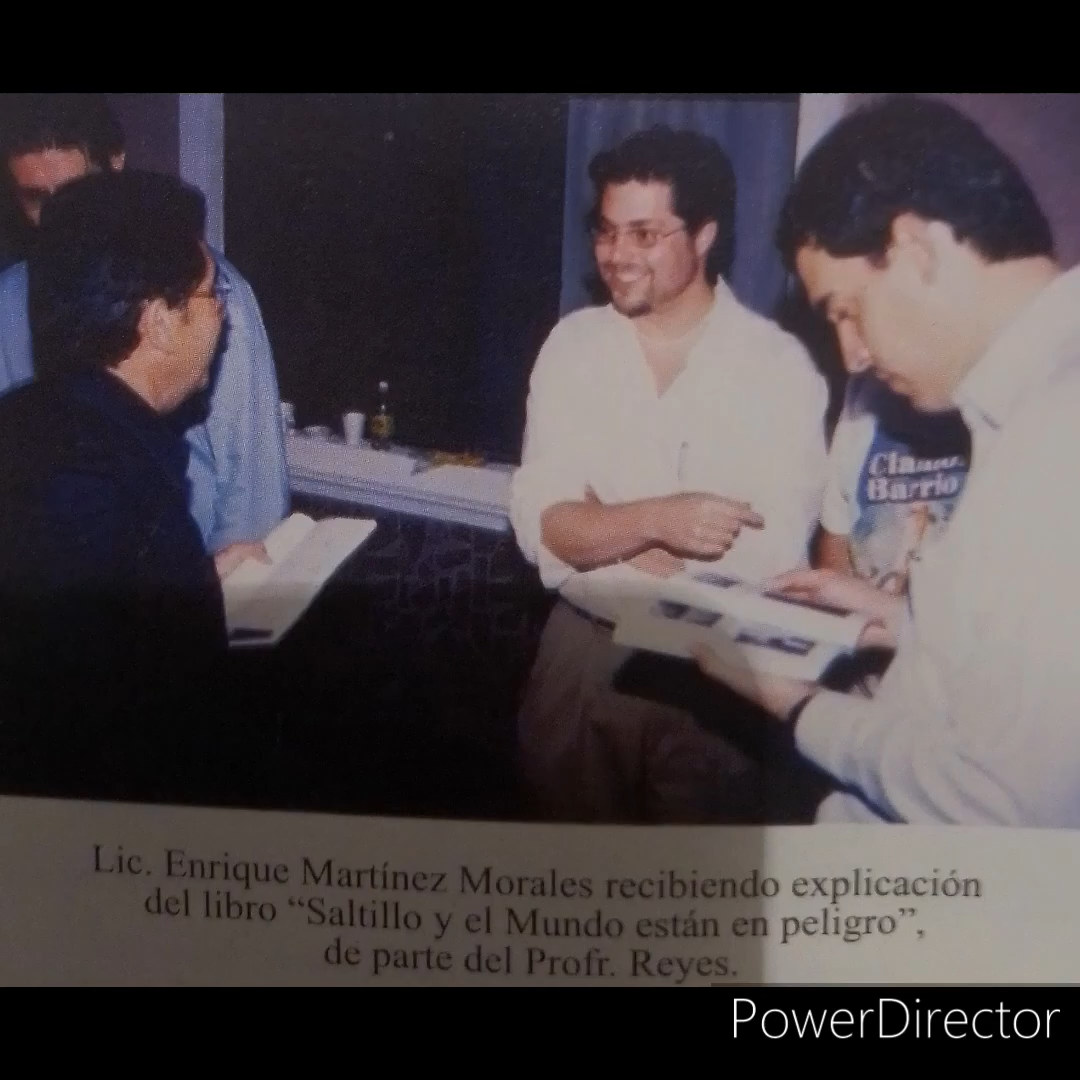 Barrio
Lic. Enrique Martínez Morales recibiendo explicación
del libro “Saltillo y el Mundo están en peligro”,
de parte del Profr. Reyes.
PowerDirector